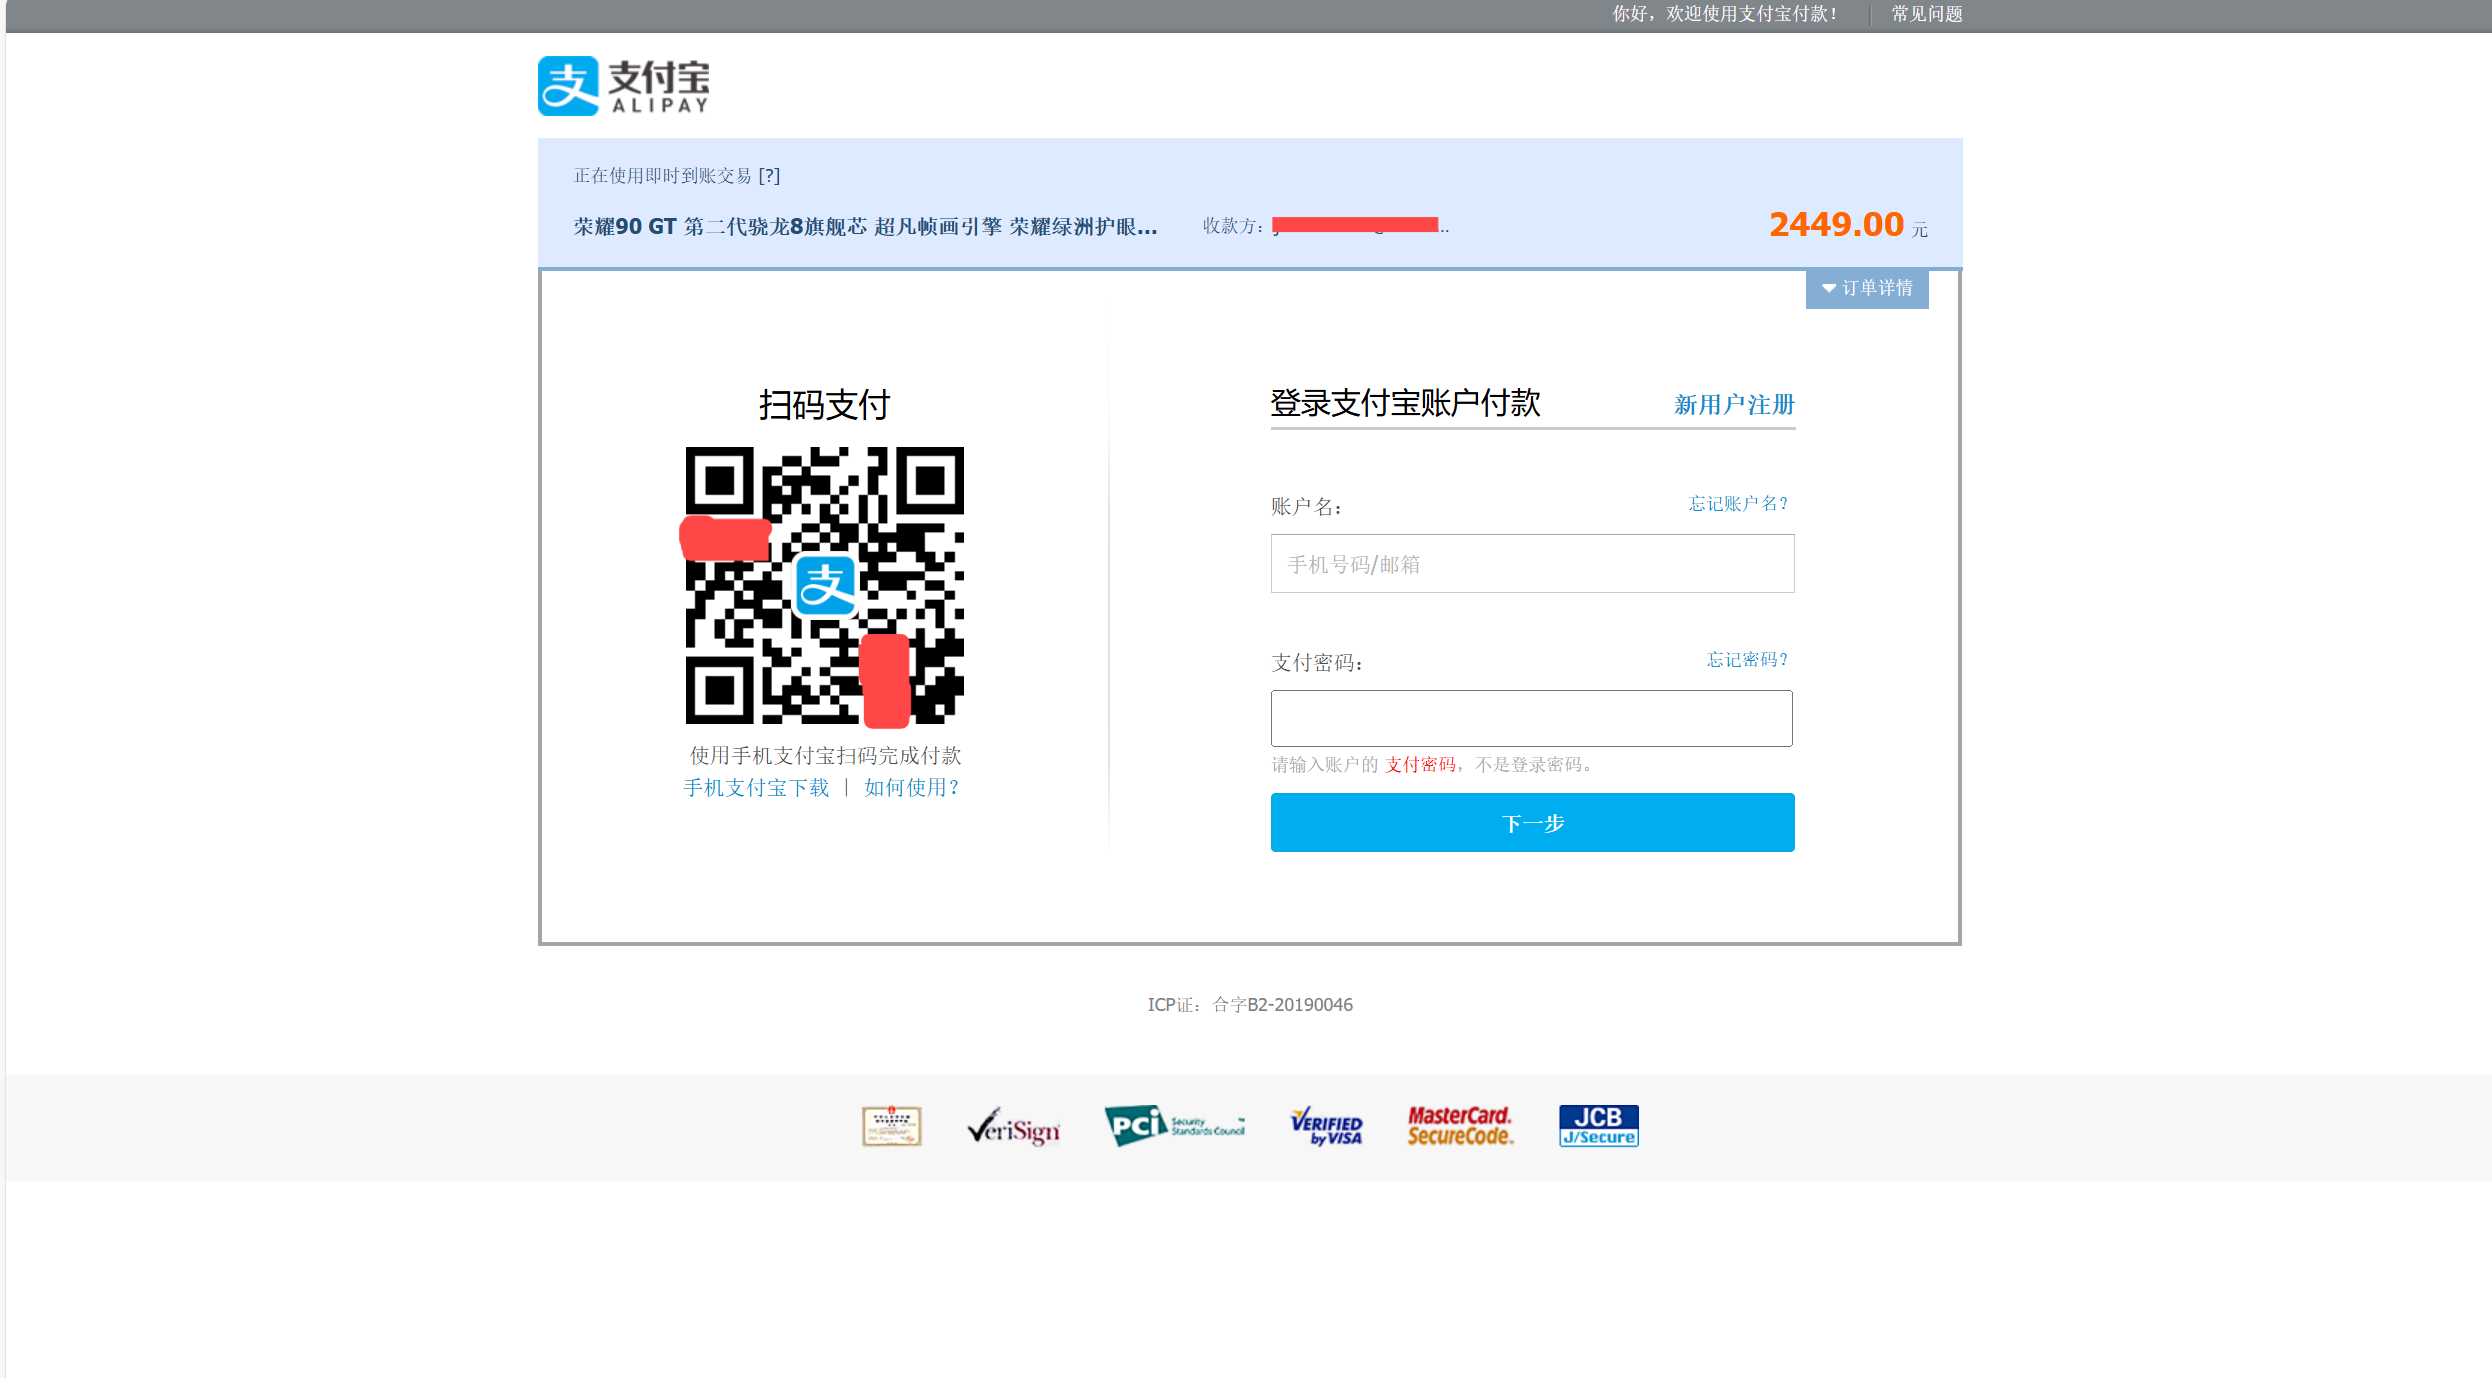 你好，欢迎使用支付宝付款！ 常见问题
支 支付宝
ALIPAY
正在使用即时到账交易 [?]
荣耀90 GT 第二代骁龙8旗舰芯 超凡帧画引擎 荣耀绿洲护眼... 收款方： ... 2449.00 元
订单详情
扫码支付
支
使用手机支付宝扫码完成付款
手机支付宝下载 | 如何使用？
登录支付宝账户付款 新用户注册
账户名： 忘记账户名？
手机号码/邮箱
支付密码： 忘记密码？
请输入账户的 支付密码，不是登录密码。
下一步
ICP证：合字B2-20190046
VeriSign
PCi Security Standards Council
VERIFIED by VISA
MasterCard. SecureCode.
JCB J/Secure